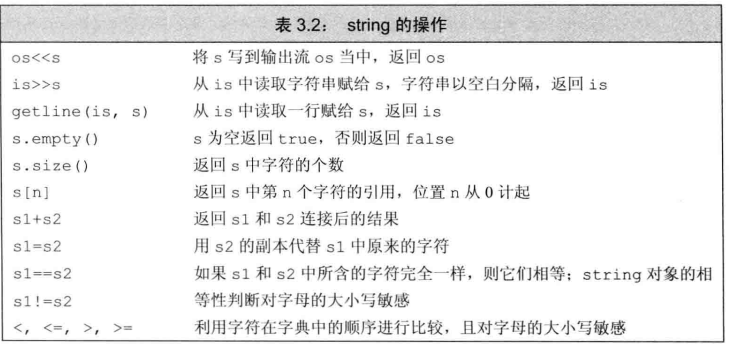 表 3.2: string 的操作
os<<s 将 s 写到输出流 os 当中，返回 os
is>>s 从 is 中读取字符串赋给 s，字符串以空白分隔，返回 is
getline(is, s) 从 is 中读取一行赋给 s，返回 is
s.empty() s 为空返回 true，否则返回 false
s.size() 返回 s 中字符的个数
s[n] 返回 s 中第 n 个字符的引用，位置 n 从 0 计起
s1+s2 返回 s1 和 s2 连接后的结果
s1=s2 用 s2 的副本代替 s1 中原来的字符
s1==s2 如果 s1 和 s2 中所含的字符完全一样，则它们相等；string 对象的相
s1!=s2 等性判断对字母的大小写敏感
<, <=, >, >= 利用字符在字典中的顺序进行比较，且对字母的大小写敏感